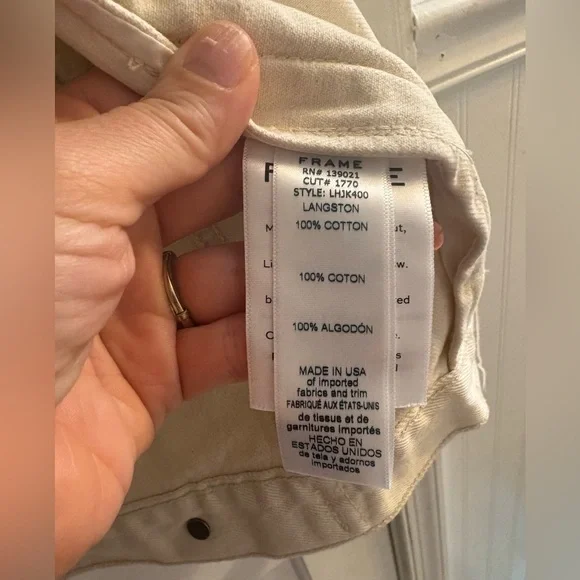 FRAME
RN# 139021
CUT# 1770
STYLE: LHJK400
LANGSTON
100% COTTON
100% COTON
100% ALGODÓN
MADE IN USA
of imported
fabrics and trim
FABRIQUÉ AUX ÉTATS-UNIS
de tissus et de
garnitures importés
HECHO EN
ESTADOS UNIDOS
de tela y adornos
importados